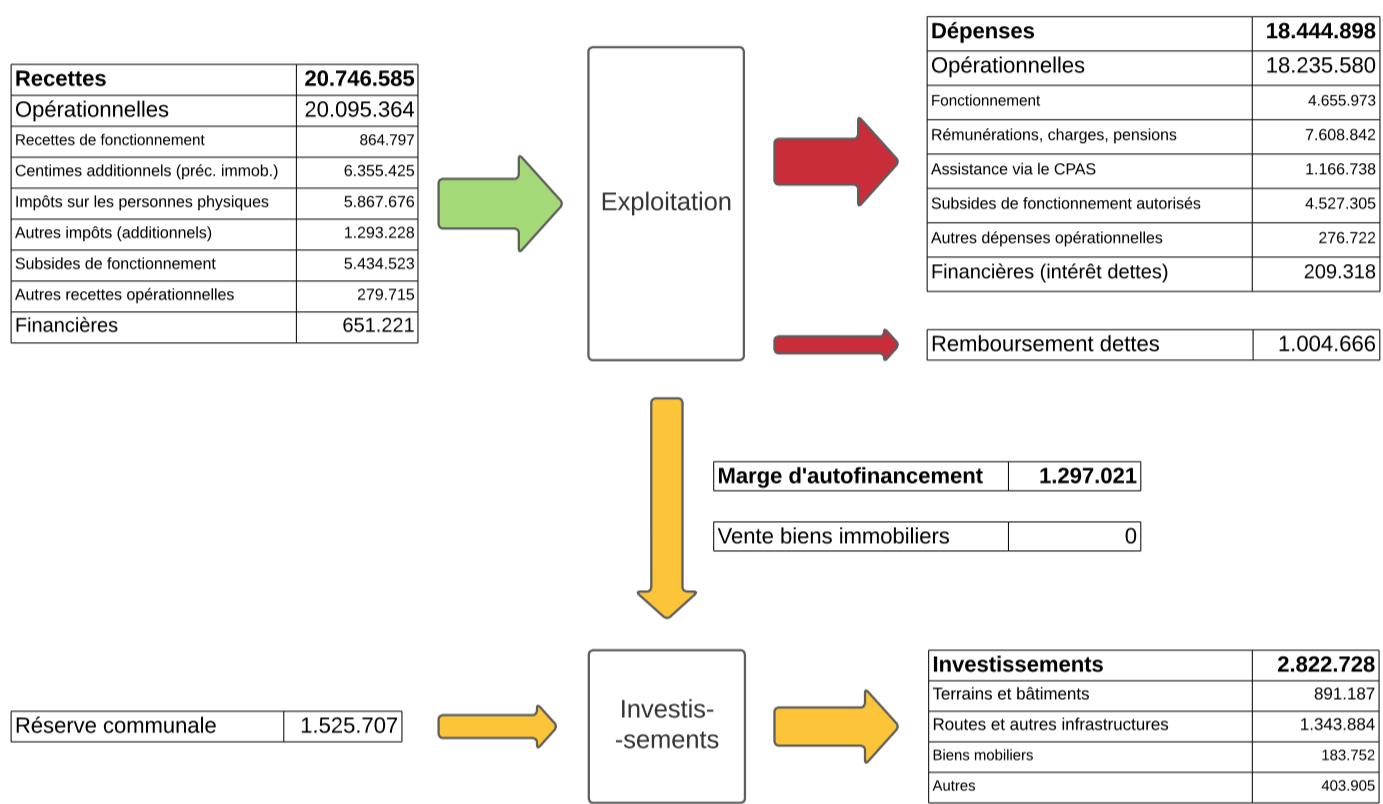 Recettes 20.746.585
Opérationnelles 20.095.364
Recettes de fonctionnement 864.797
Centimes additionnels (préc. immob.) 6.355.425
Impôts sur les personnes physiques 5.867.676
Autres impôts (additionnels) 1.293.228
Subsides de fonctionnement 5.434.523
Autres recettes opérationnelles 279.715
Financières 651.221
Exploitation
Dépenses 18.444.898
Opérationnelles 18.235.580
Fonctionnement 4.655.973
Rémunérations, charges, pensions 7.608.842
Assistance via le CPAS 1.166.738
Subsides de fonctionnement autorisés 4.527.305
Autres dépenses opérationnelles 276.722
Financières (intérêt dettes) 209.318
Remboursement dettes 1.004.666
Marge d'autofinancement 1.297.021
Vente biens immobiliers 0
Réserve communale 1.525.707
Investis-
-sements
Investissements 2.822.728
Terrains et bâtiments 891.187
Routes et autres infrastructures 1.343.884
Biens mobiliers 183.752
Autres 403.905